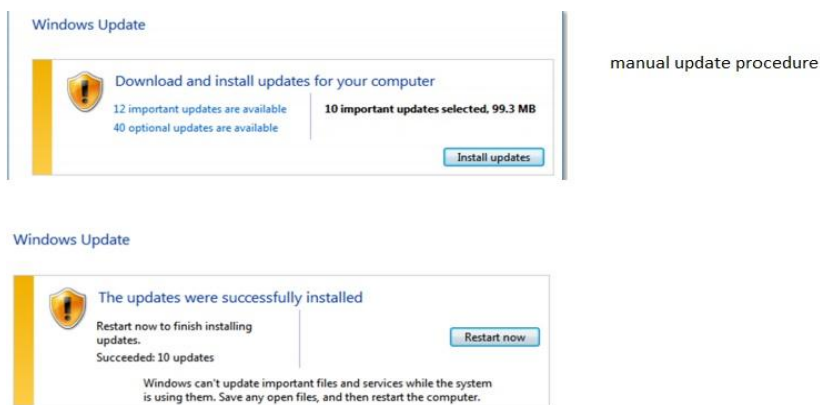 Windows Update
manual update procedure
Download and install updates for your computer
12 important updates are available
10 important updates selected, 99.3 MB
40 optional updates are available
Install updates
Windows Update
The updates were successfully installed
Restart now to finish installing
updates.
Restart now
Succeeded: 10 updates
Windows can't update important files and services while the system
is using them. Save any open files, and then restart the computer.